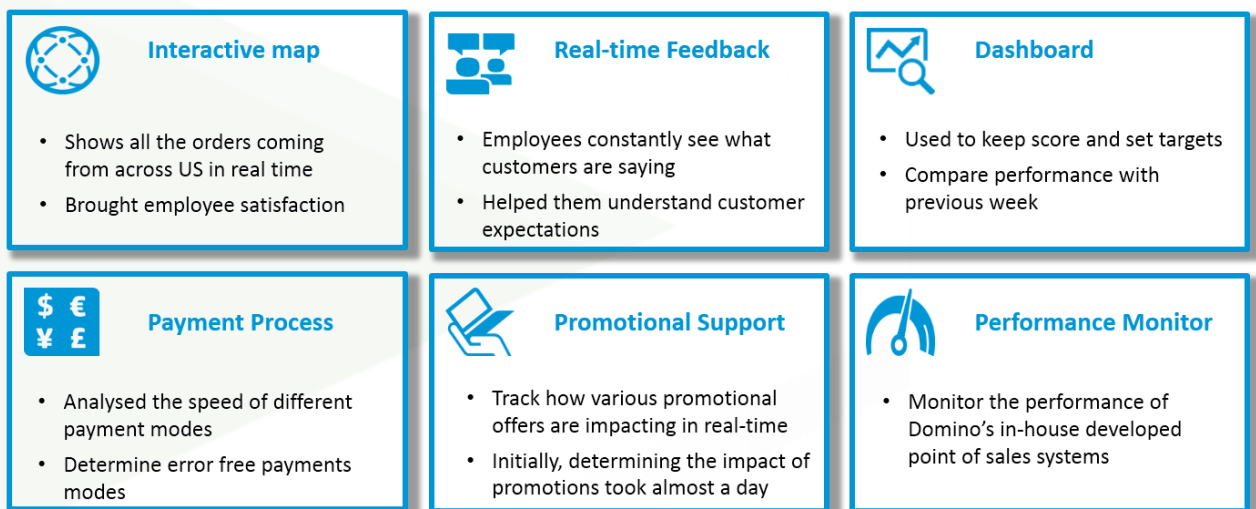 Interactive map
• Shows all the orders coming
from across US in real time
• Brought employee satisfaction
Real-time Feedback
• Employees constantly see what
customers are saying
• Helped them understand customer
expectations
Dashboard
• Used to keep score and set targets
• Compare performance with
previous week
$ €
¥ £
Payment Process
• Analysed the speed of different
payment modes
• Determine error free payments
modes
Promotional Support
• Track how various promotional
offers are impacting in real-time
• Initially, determining the impact of
promotions took almost a day
Performance Monitor
• Monitor the performance of
Domino’s in-house developed
point of sales systems